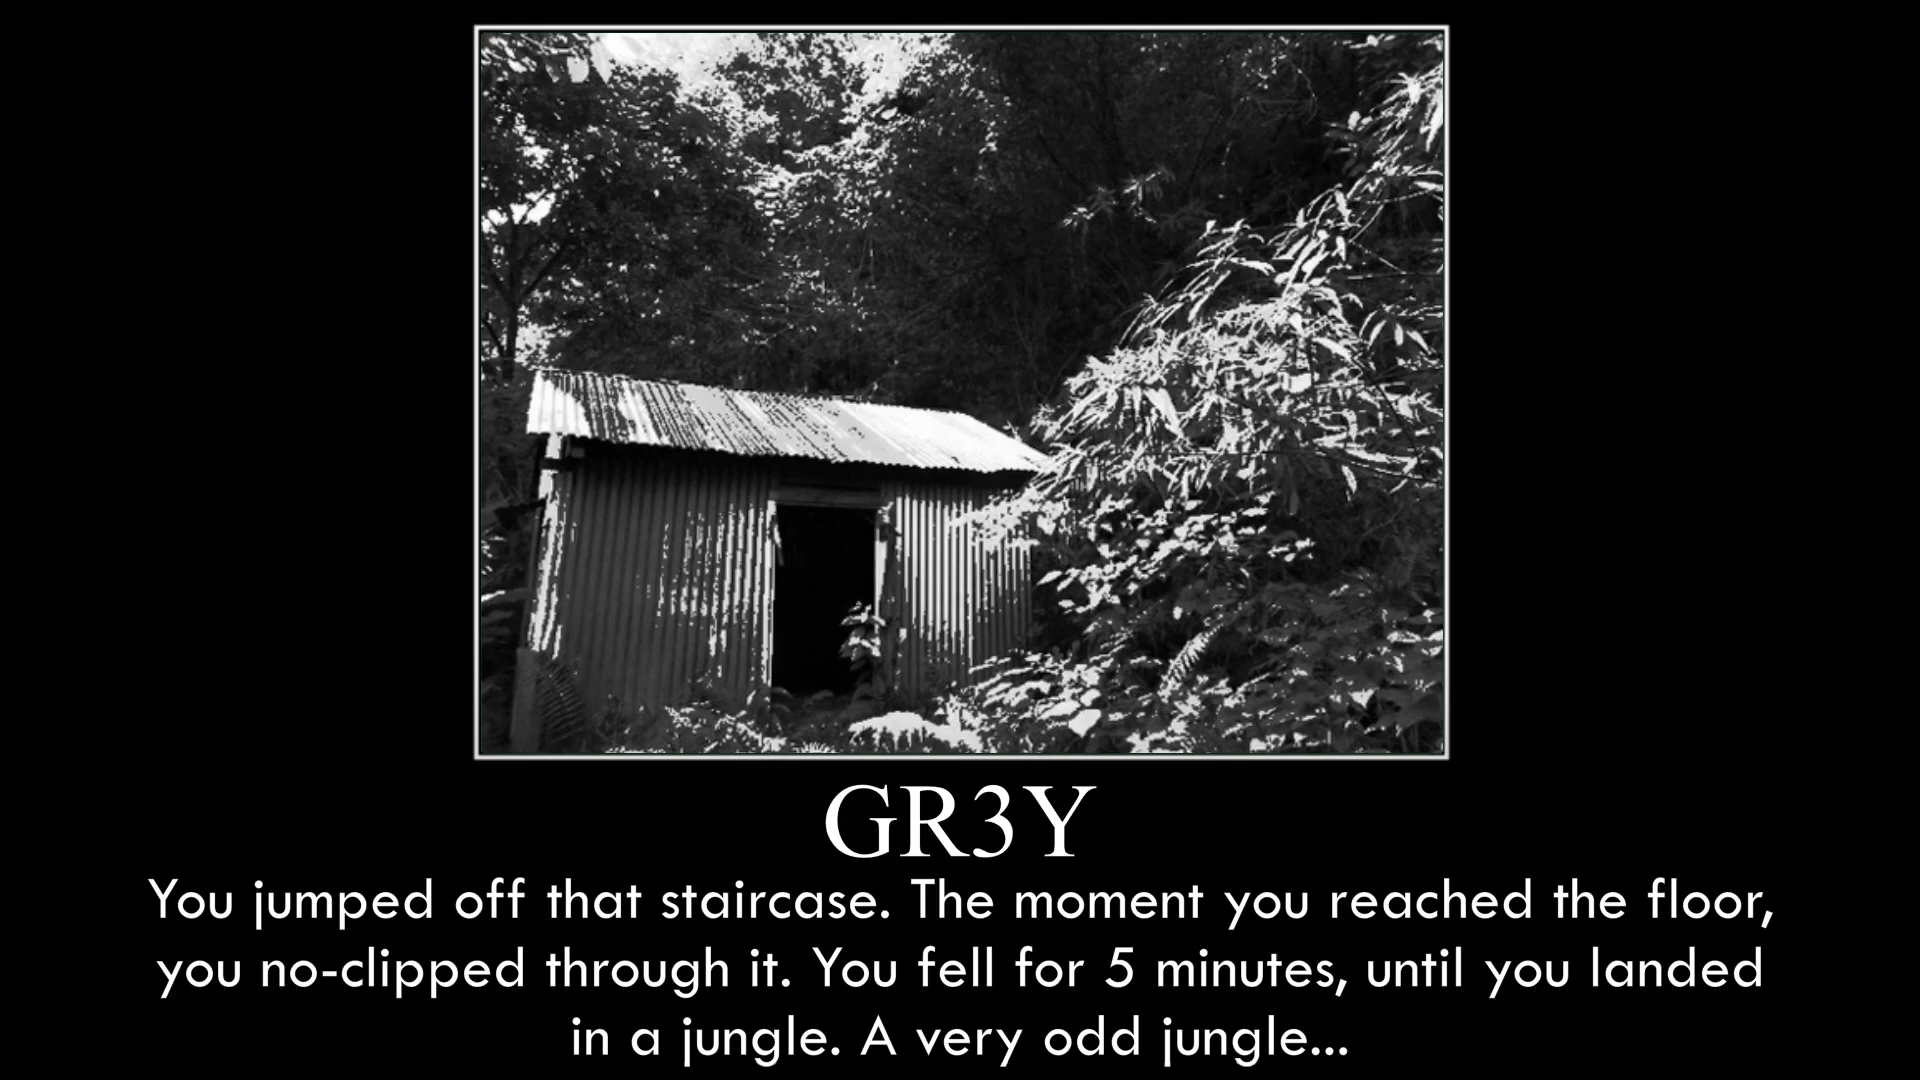 GR3Y
You jumped off that staircase. The moment you reached the floor,
you no-clipped through it. You fell for 5 minutes, until you landed
in a jungle. A very odd jungle...